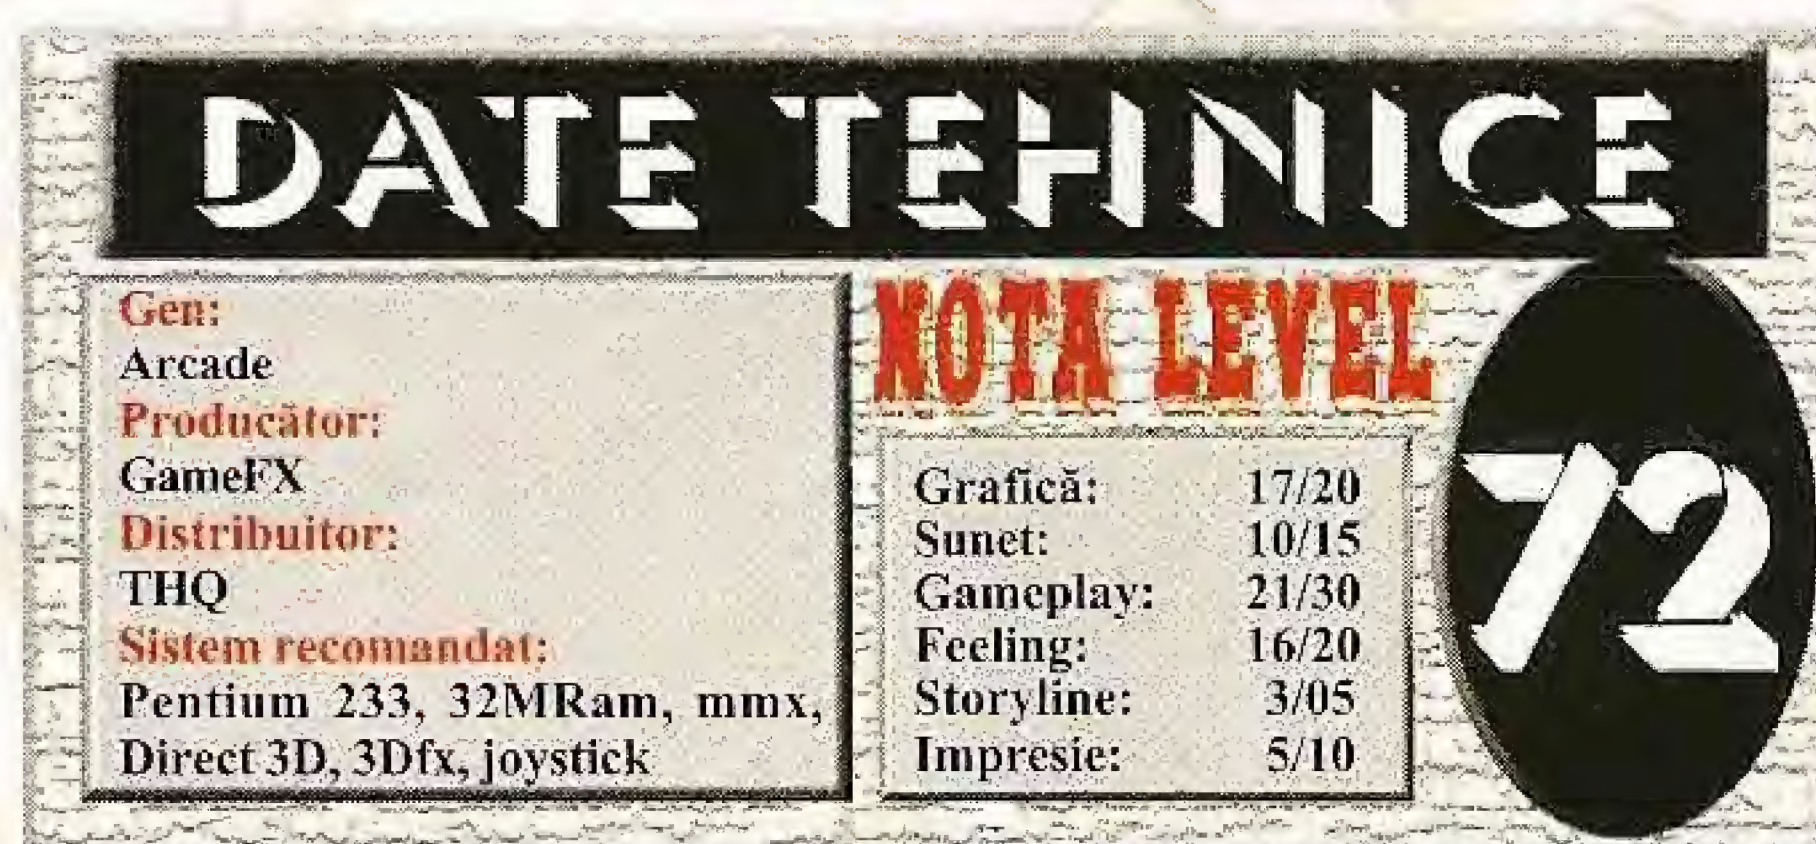 DATE TEHNICE
Gen:
Arcade
Producător:
GameFX
Distribuitor:
THQ
Sistem recomandat:
Pentium 233, 32MRam, mmx,
Direct 3D, 3Dfx, joystick
NOTA LEVEL
Grafică: 17/20
Sunet: 10/15
Gameplay: 21/30
Feeling: 16/20
Storyline: 3/05
Impresie: 5/10
72